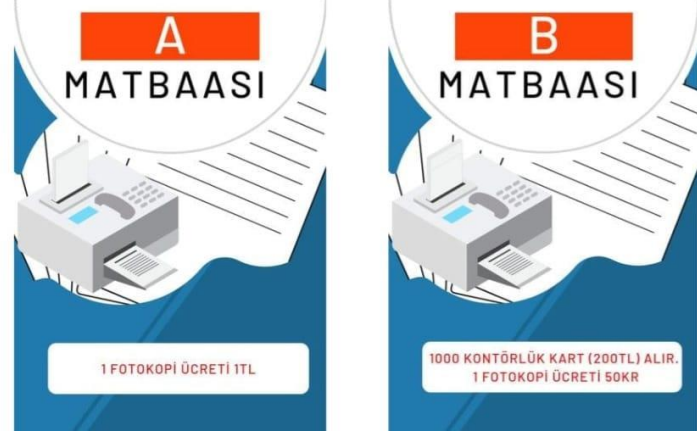 A
MATBAASI
1 FOTOKOPİ ÜCRETİ 1TL
B
MATBAASI
1000 KONTÖRLÜK KART (200TL) ALIR.
1 FOTOKOPİ ÜCRETİ 50KR